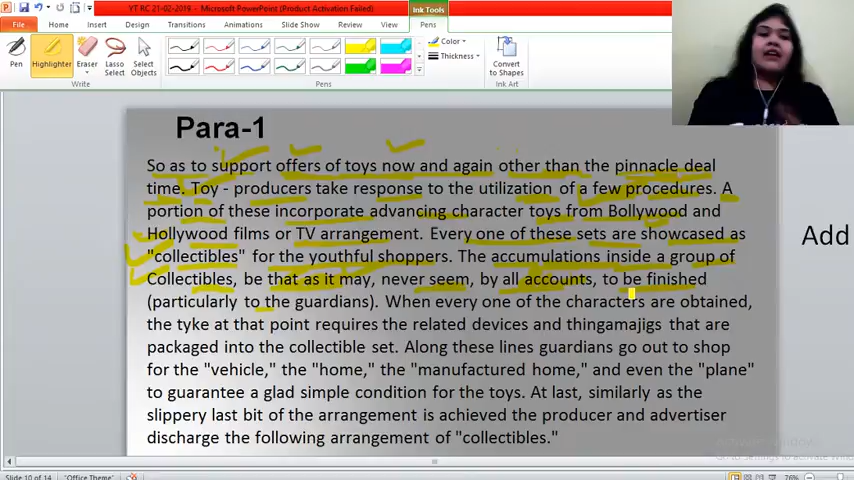 YT RC 21-02-2019 - Microsoft PowerPoint (Product Activation Failed)
Ink Tools
File
Home
Insert
Design
Transitions
Animations
Slide Show
Review
View
Pens
Pen
Highlighter
Eraser
Lasso Select
Select Objects
Write
Pens
Color
Thickness
Convert to Shapes
Ink Art
Para-1
So as to support offers of toys now and again other than the pinnacle deal
time. Toy - producers take response to the utilization of a few procedures. A
portion of these incorporate advancing character toys from Bollywood and
Hollywood films or TV arrangement. Every one of these sets are showcased as
"collectibles" for the youthful shoppers. The accumulations inside a group of
Collectibles, be that as it may, never seem, by all accounts, to be finished
(particularly to the guardians). When every one of the characters are obtained,
the tyke at that point requires the related devices and thingamajigs that are
packaged into the collectible set. Along these lines guardians go out to shop
for the "vehicle," the "home," the "manufactured home," and even the "plane"
to guarantee a glad simple condition for the toys. At last, similarly as the
slippery last bit of the arrangement is achieved the producer and advertiser
discharge the following arrangement of "collectibles."
Add
Slide 10 of 14
"Office Theme"
76%